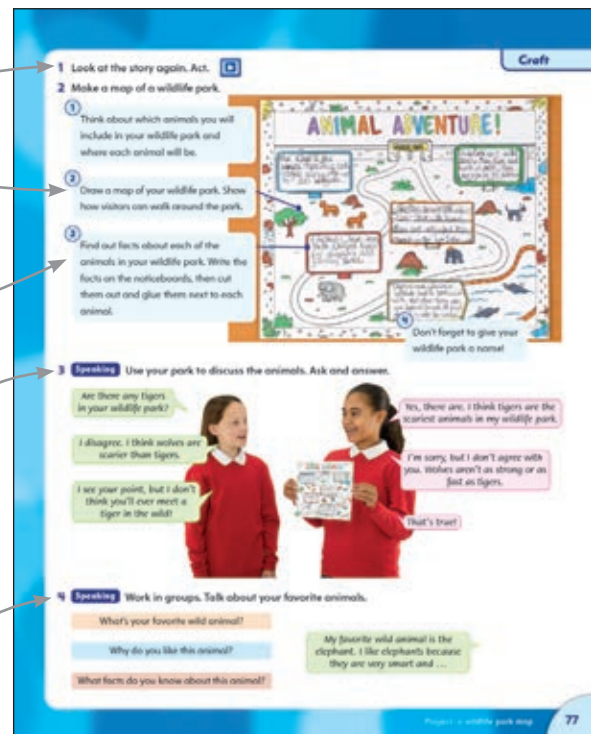 Craft
1 Look at the story again. Act.
2 Make a map of a wildlife park.
1
Think about which animals you will
include in your wildlife park and
where each animal will be.
2
Draw a map of your wildlife park. Show
how visitors can walk around the park.
3
Find out facts about each of the
animals in your wildlife park. Write the
facts on the noticeboards, then cut
them out and glue them next to each
animal.
ANIMAL ADVENTURE!
4
Don't forget to give your
wildlife park a name!
3 Speaking Use your park to discuss the animals. Ask and answer.
Are there any tigers
in your wildlife park?
Yes, there are. I think tigers are the
scariest animals in my wildlife park.
I disagree. I think wolves are
scarier than tigers.
I'm sorry, but I don't agree with
you. Wolves aren't as strong or as
fast as tigers.
I see your point, but I don't
think you'll ever meet a
tiger in the wild!
That's true!
4 Speaking Work in groups. Talk about your favorite animals.
What's your favorite wild animal?
Why do you like this animal?
What facts do you know about this animal?
My favorite wild animal is the
elephant. I like elephants because
they are very smart and ...
Project: a wildlife park map 77